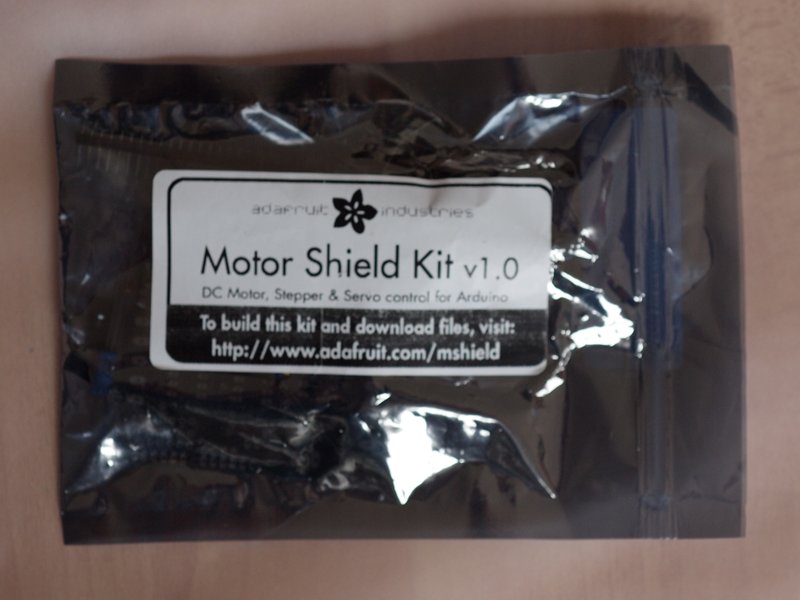 adafruit industries
Motor Shield Kit v1.0
DC Motor, Stepper & Servo control for Arduino
To build this kit and download files, visit:
http://www.adafruit.com/mshield